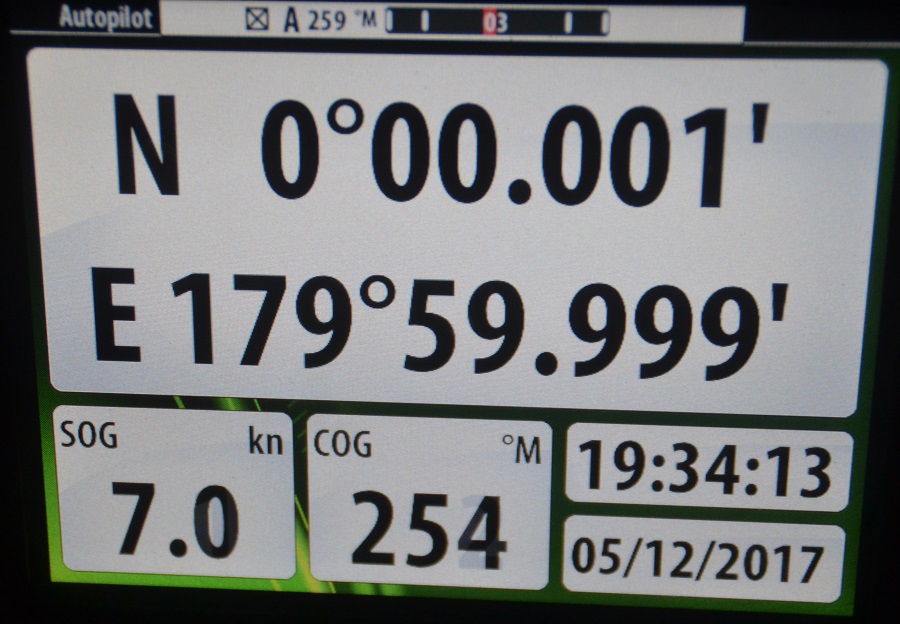 Autopilot A 259 °M 03
N 0°00.001'
E 179°59.999'
SOG kn
7.0
COG °M
254
19:34:13
05/12/2017